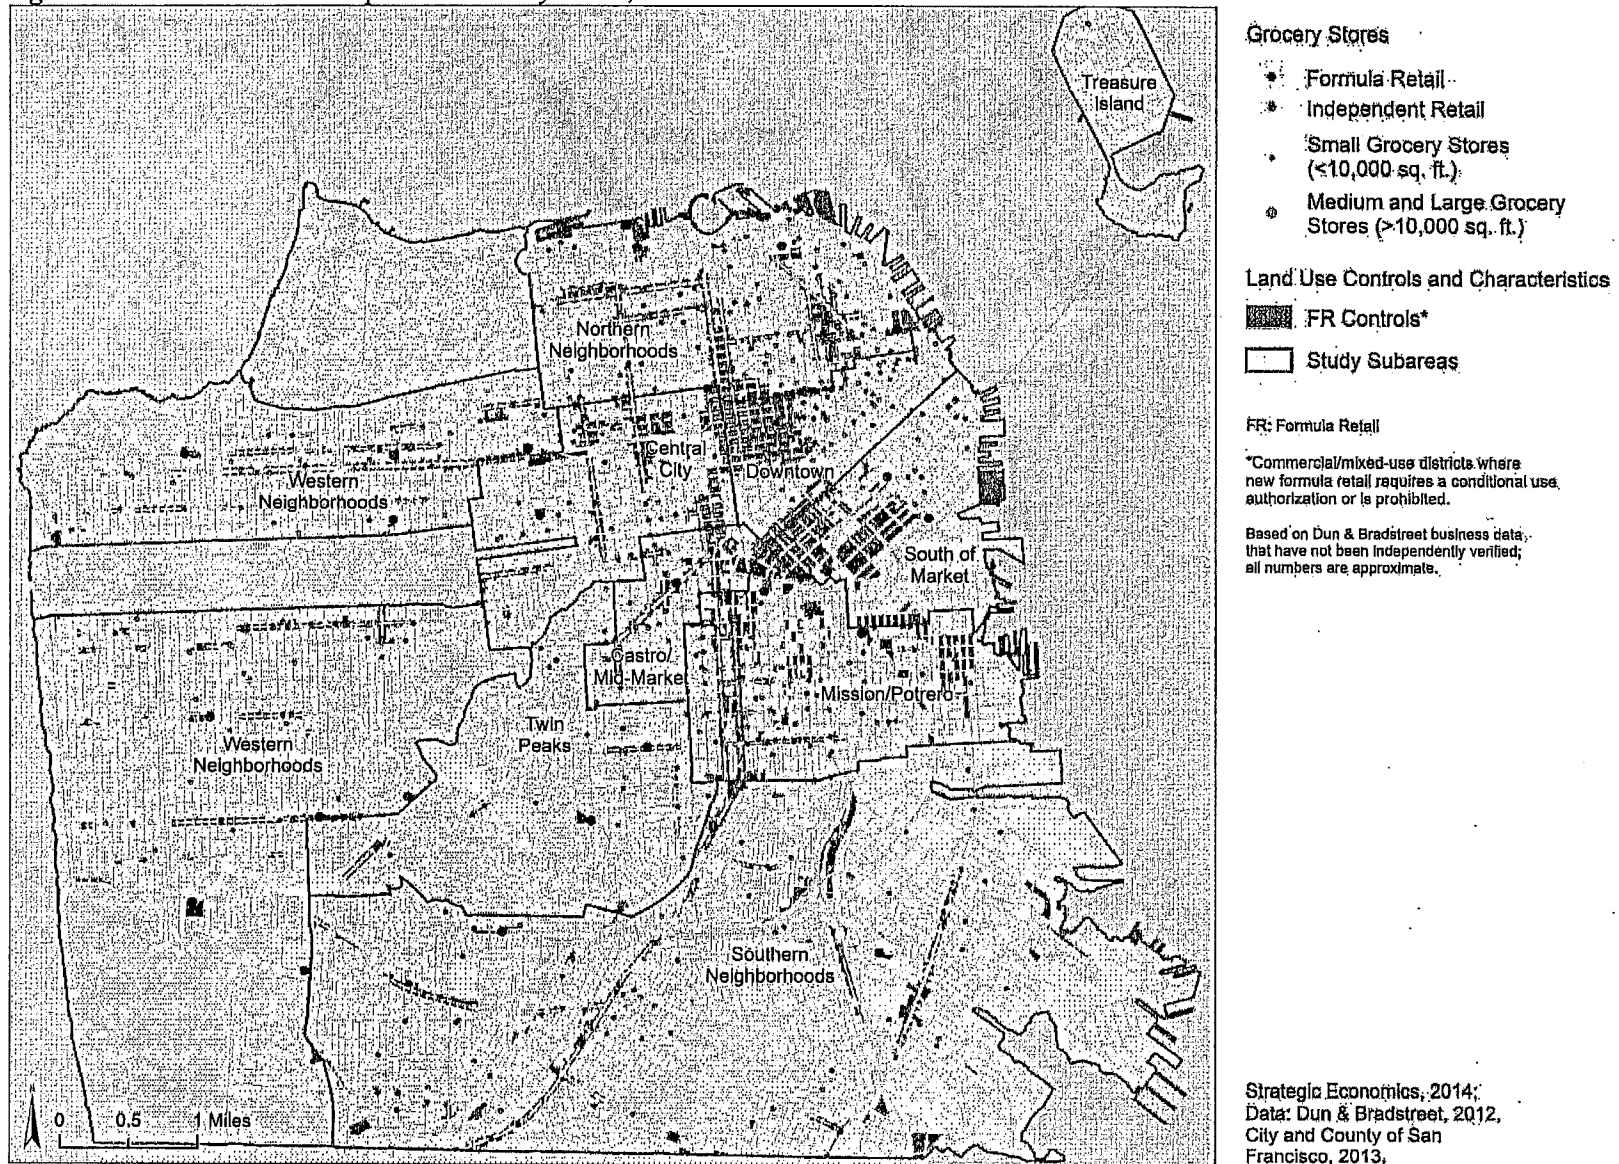 Grocery Stores
Formula Retail
Independent Retail
Small Grocery Stores
(≤10,000 sq. ft.)
Medium and Large Grocery
Stores (>10,000 sq. ft.)
Land Use Controls and Characteristics
FR Controls*
Study Subareas
FR: Formula Retail
*Commercial/mixed-use districts where
new formula retail requires a conditional use
authorization or is prohibited.
Based on Dun & Bradstreet business data,
that have not been independently verified;
all numbers are approximate.
Strategic Economics, 2014;
Data: Dun & Bradstreet, 2012,
City and County of San
Francisco, 2013.
Treasure
Island
Northern
Neighborhoods
Central
City
Downtown
Western
Neighborhoods
South of
Market
Castro/
Mid-Market
Mission/Potrero
Twin
Peaks
Western
Neighborhoods
Southern
Neighborhoods
N
0 0.5 1 Miles